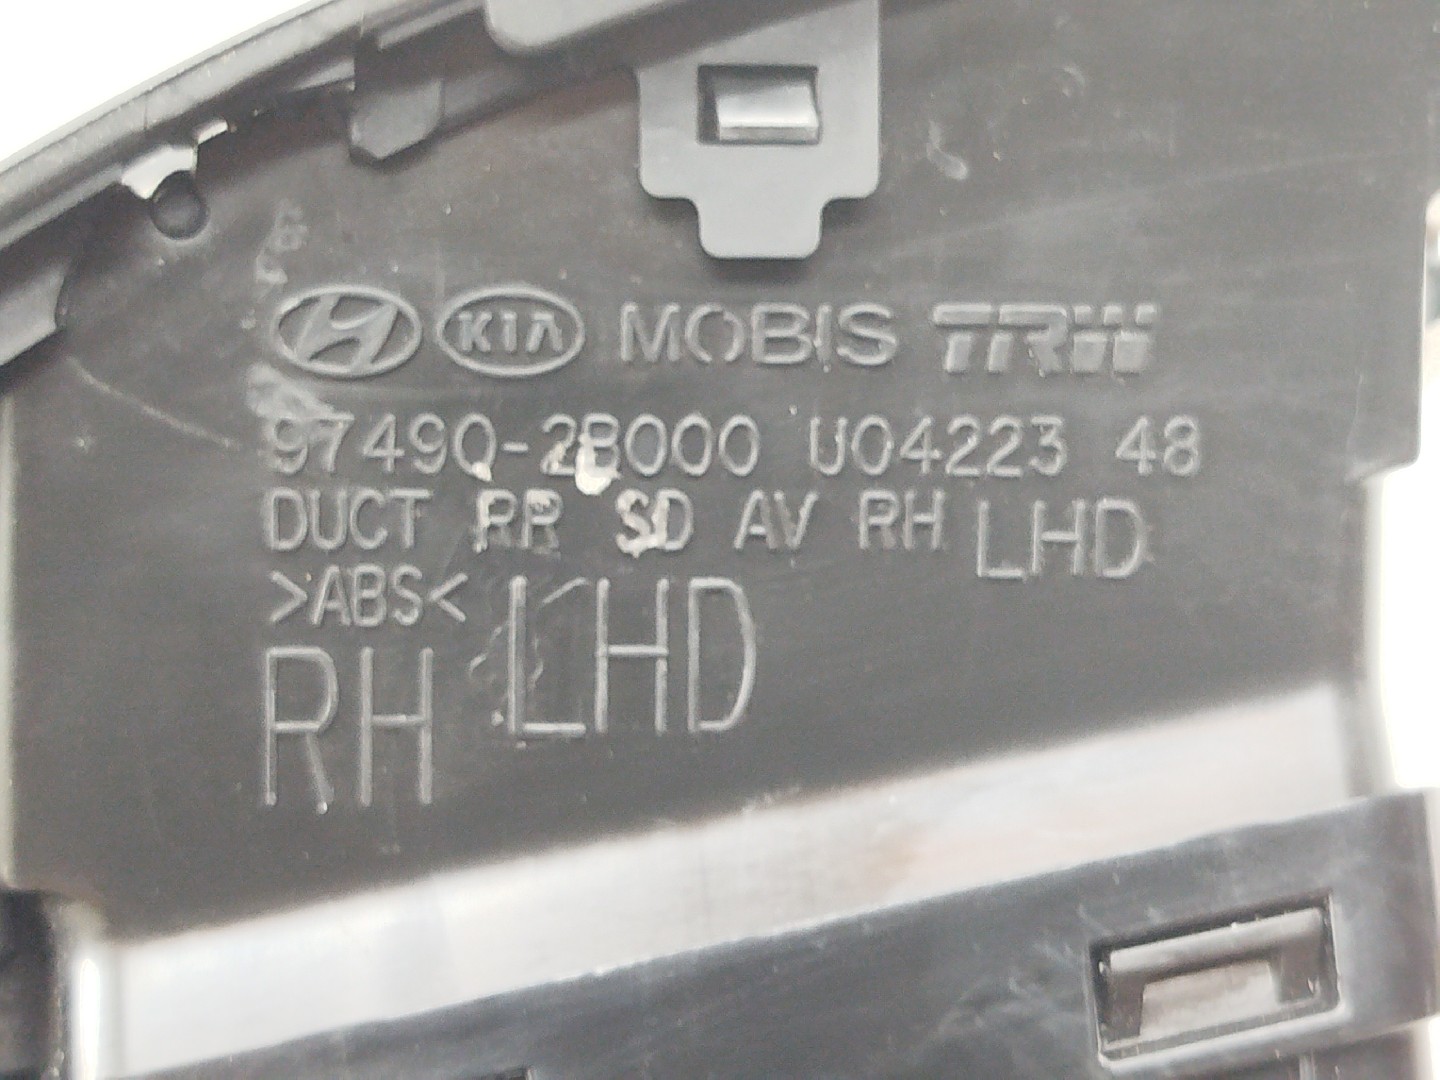 KIA MOBIS TRW
97490-2B000 U04223 48
DUCT RR SD AV RH LHD
>ABS< LHD
RH